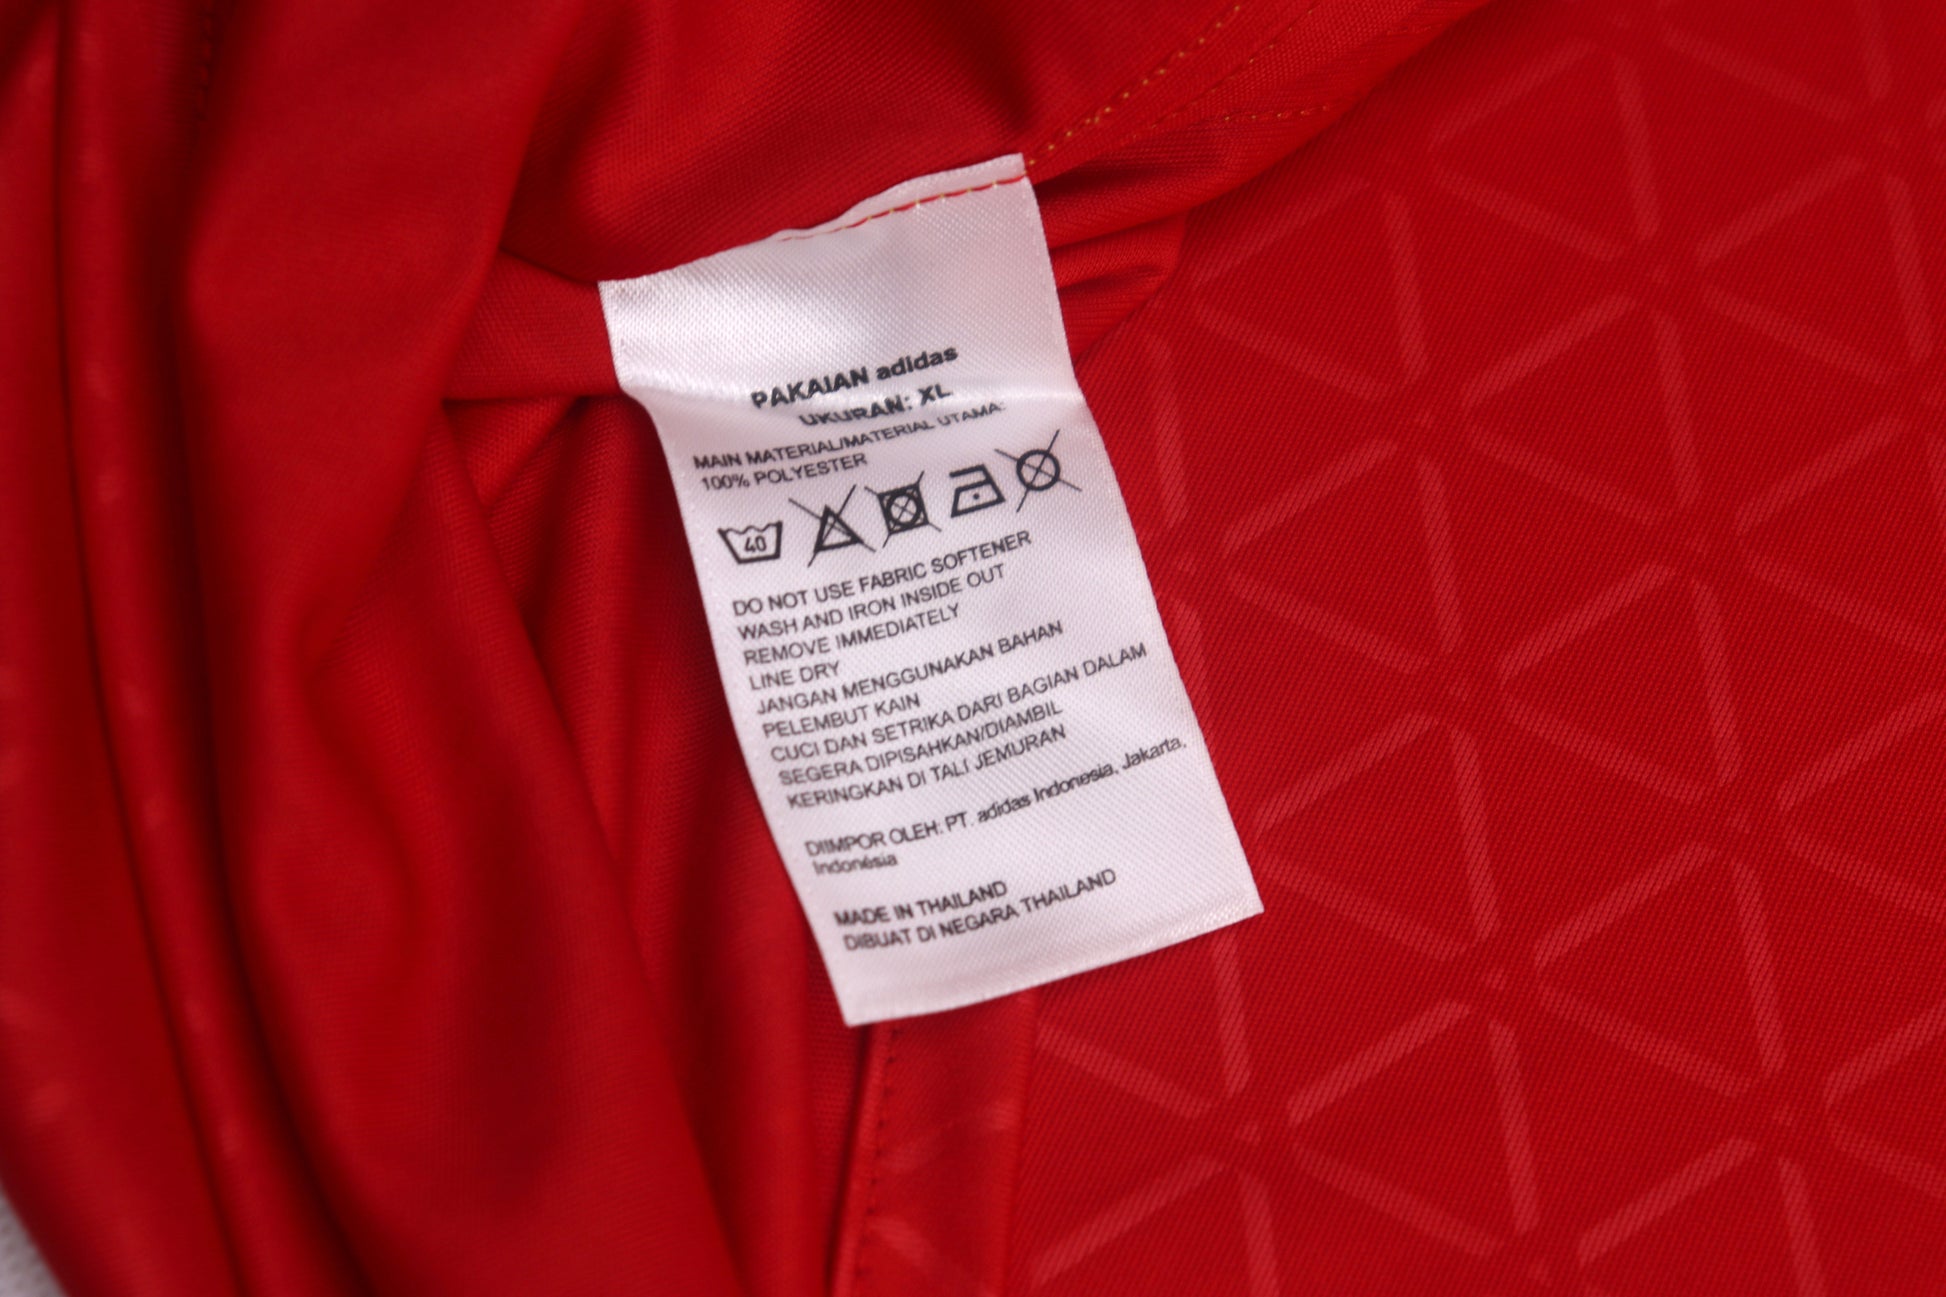 PAKAIAN adidas
UKURAN: XL
MAIN MATERIAL/MATERIAL UTAMA:
100% POLYESTER
40
DO NOT USE FABRIC SOFTENER
WASH AND IRON INSIDE OUT
REMOVE IMMEDIATELY
LINE DRY
JANGAN MENGGUNAKAN BAHAN
PELEMBUT KAIN
CUCI DAN SETRIKA DARI BAGIAN DALAM
SEGERA DIPISAHKAN/DIAMBIL
KERINGKAN DI TALI JEMURAN
DIIMPOR OLEH: PT. adidas Indonesia, Jakarta,
Indonésia
MADE IN THAILAND
DIBUAT DI NEGARA THAILAND